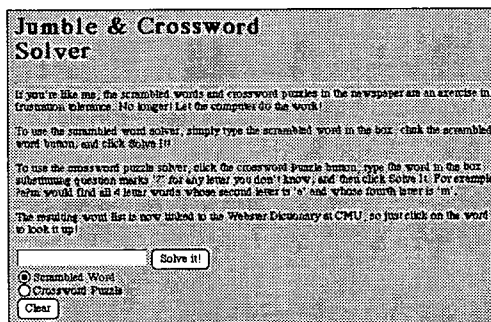 Jumble & Crossword
Solver
If you're like me, the scrambled words and crossword puzzles in the newspaper are an exercise in
frustration tolerance. No longer! Let the computer do the work!
To use the scrambled word solver, simply type the scrambled word in the box, click the scrambled
word button, and click Solve It!
To use the crossword puzzle solver, click the crossword puzzle button, type the word in the box
substituting question marks '?' for any letter you don't know, and then click Solve It. For example
would find all 4 letter words whose second letter is 'e' and whose fourth letter is 'm'.
The resulting word list is now linked to the Webster Dictionary at CMU, so just click on the word
to look it up!
Solve it!
Scrambled Word
Crossword Puzzle
Clear